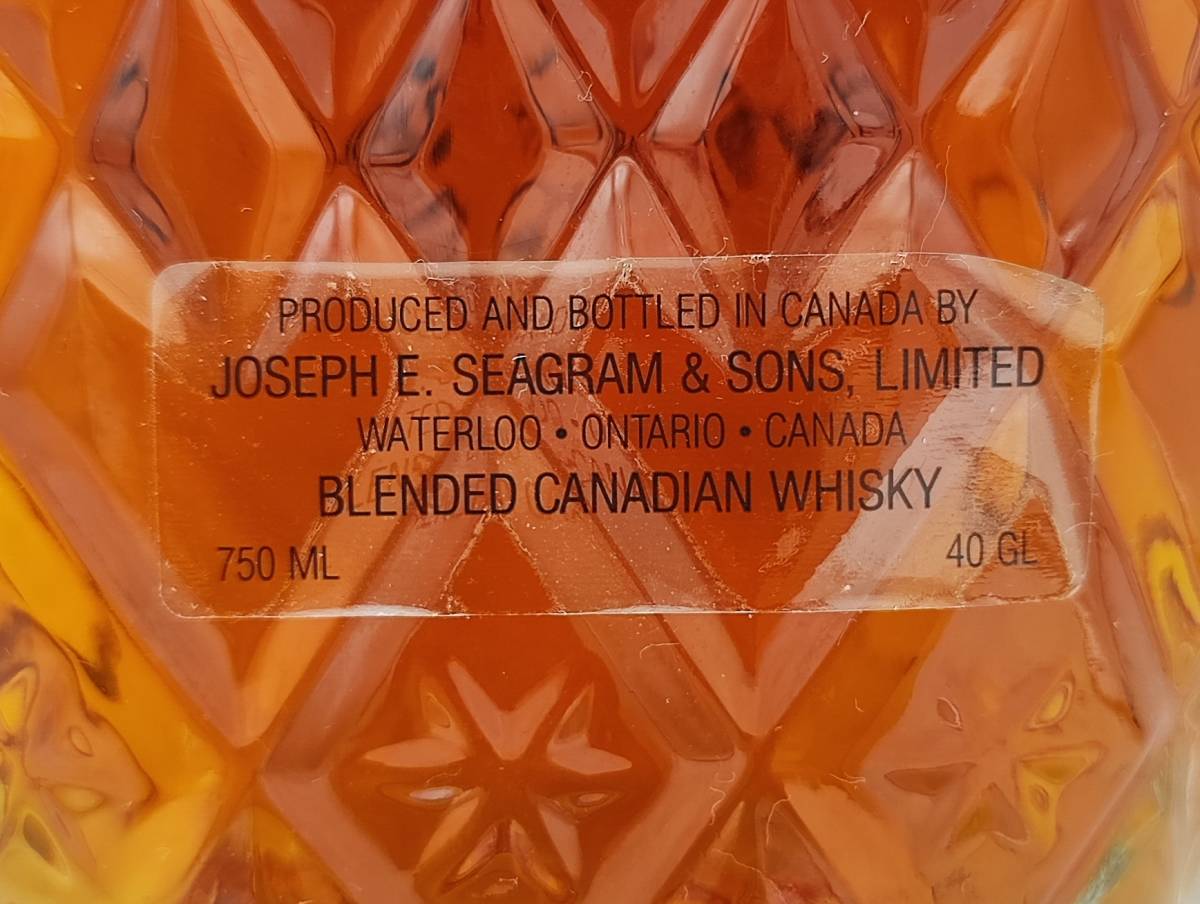 PRODUCED AND BOTTLED IN CANADA BY
JOSEPH E. SEAGRAM & SONS, LIMITED
WATERLOO • ONTARIO • CANADA
BLENDED CANADIAN WHISKY
750 ML 40 GL